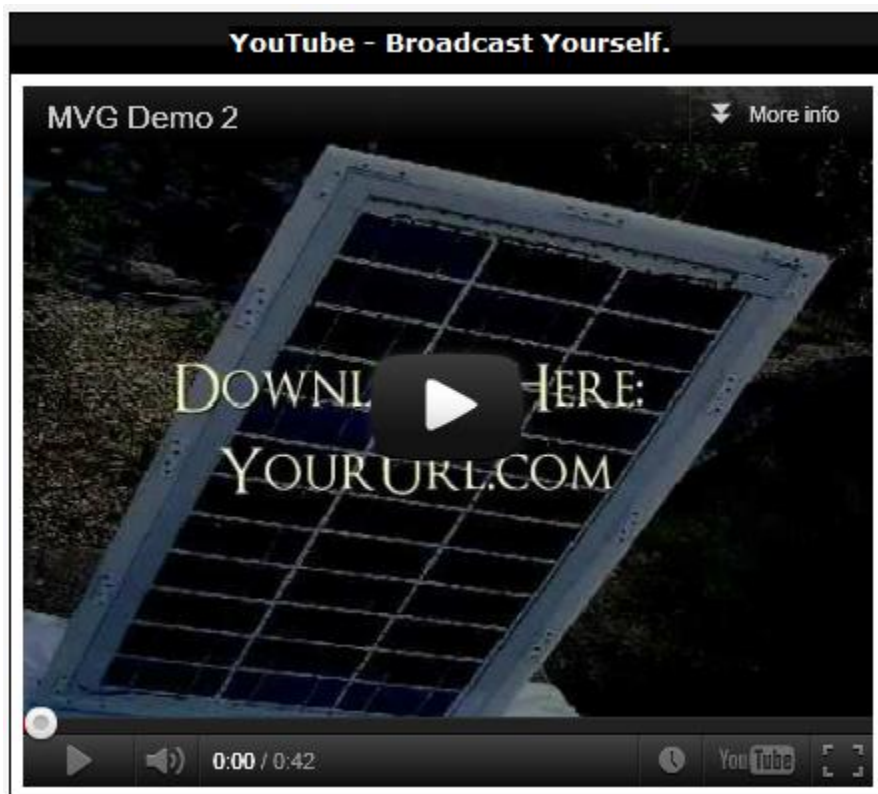 YouTube - Broadcast Yourself.
MVG Demo 2
More info
HERE:
YOURURL.COM
0:00 / 0:42
YouTube